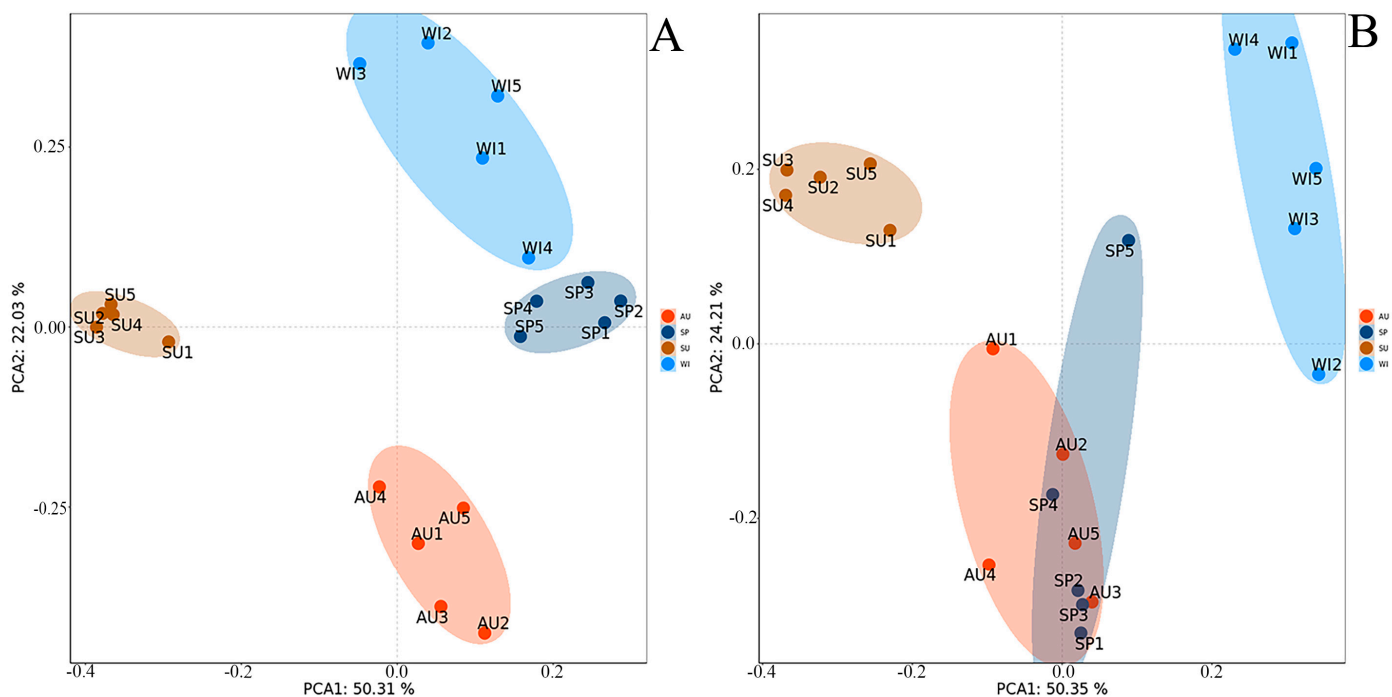 A
WI2
WI3
WI5
WI1
0.25
WI4
SP3
SP4
SP2
SU5
SU2
SU4
0.00
SP5
SP1
SU3
SU1
PCA2: 22.03 %
AU
SP
SU
WI
-0.25
AU4
AU5
AU1
AU3
AU2
-0.4
-0.2
0.0
0.2
PCA1: 50.31 %
B
WI4
WI1
SU3
0.2
SU5
SU2
WI5
SU4
WI3
SU1
SP5
PCA2: 24.21 %
AU
SP
SU
WI
AU1
0.0
WI2
AU2
SP4
-0.2
AU5
AU4
SP2
AU3
SP3
SP1
-0.4
-0.2
0.0
0.2
PCA1: 50.35 %